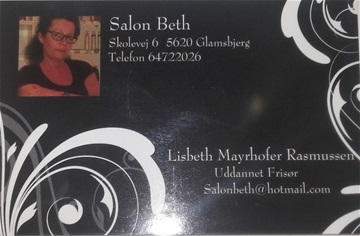 Salon Beth
Skolevej 6 5620 Glamsbjerg
Telefon 64722026
Lisbeth Mayrhofer Rasmussen
Uddannet Frisør
Salonbeth@hotmail.com